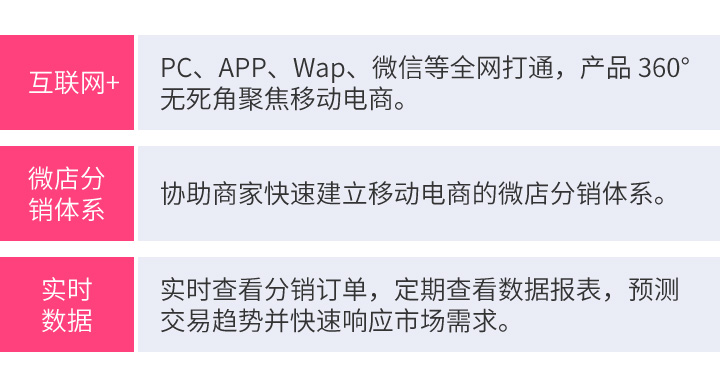 互联网+
PC、APP、Wap、微信等全网打通，产品 360°
无死角聚焦移动电商。
微店分
销体系
协助商家快速建立移动电商的微店分销体系。
实时
数据
实时查看分销订单，定期查看数据报表，预测
交易趋势并快速响应市场需求。